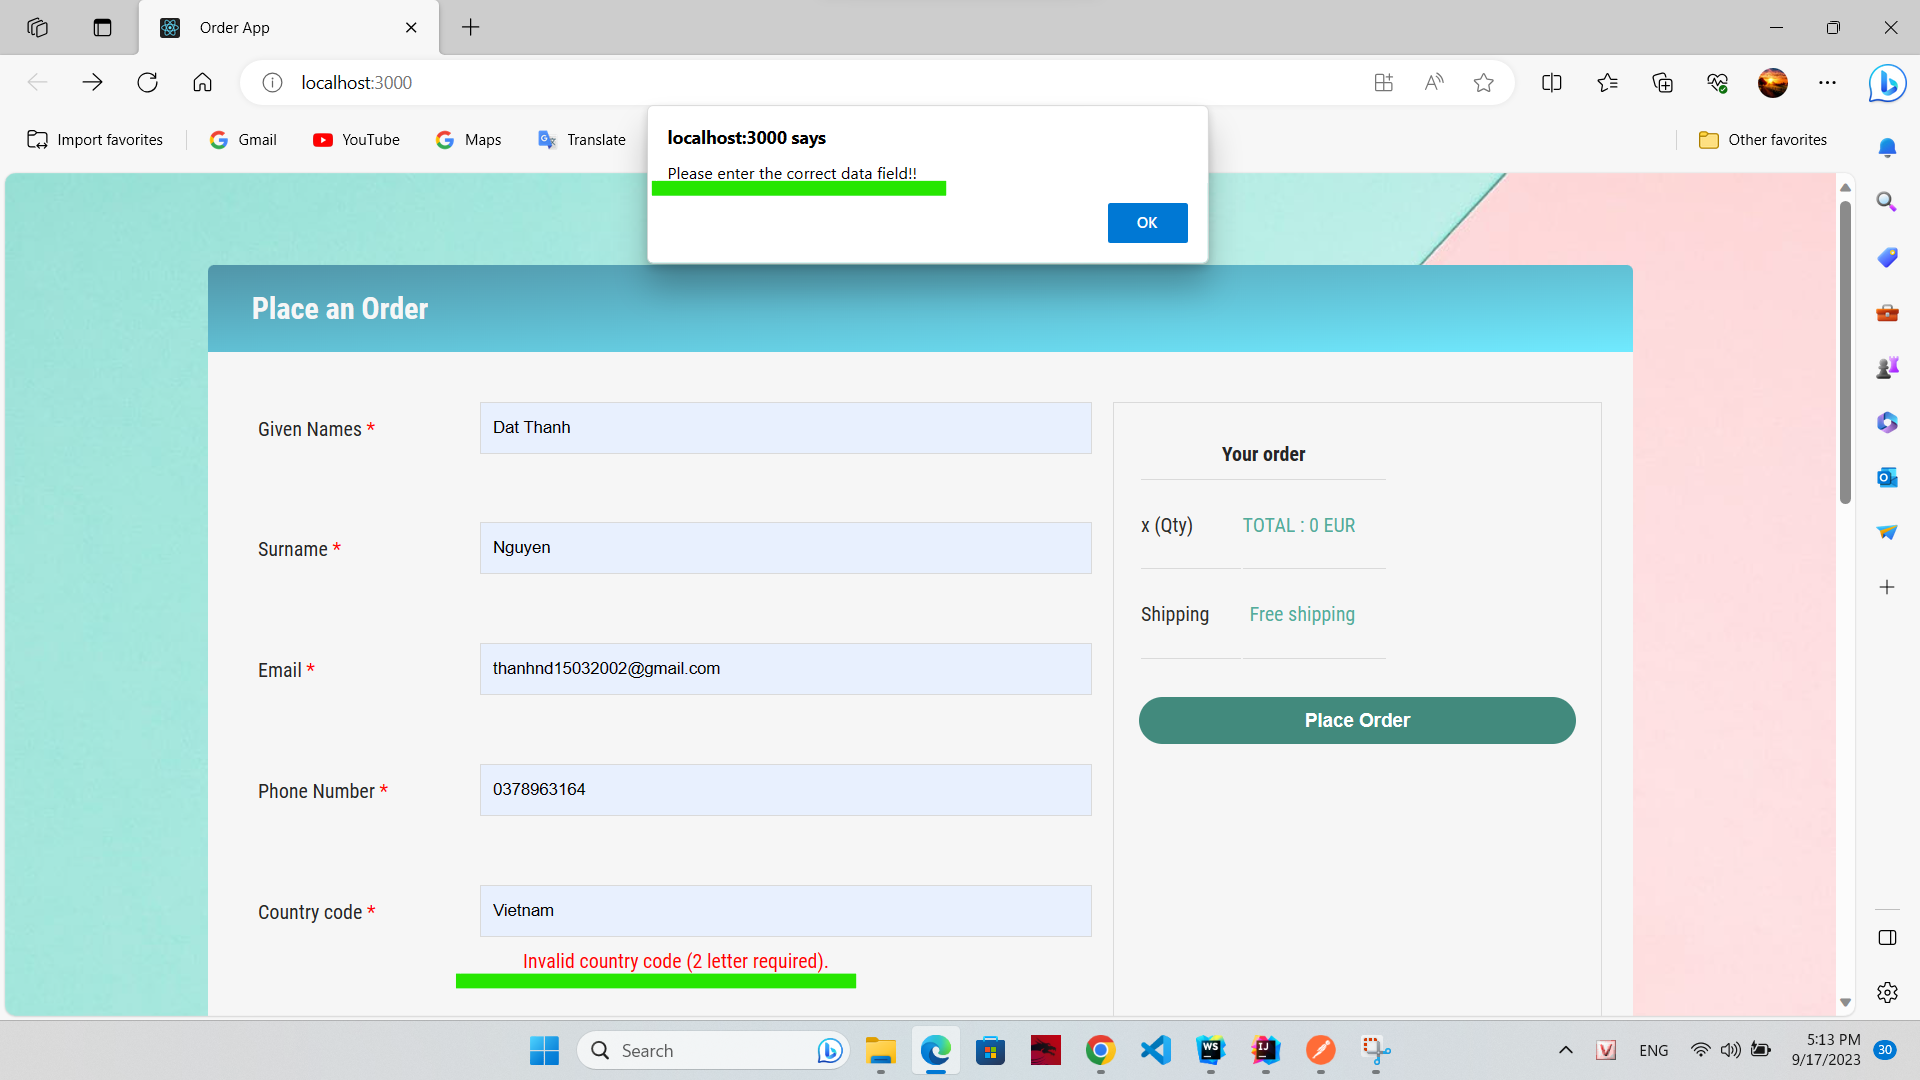 Order App
localhost:3000
Import favorites
Gmail
YouTube
Maps
Translate
Other favorites
localhost:3000 says
Please enter the correct data field!!
OK
Place an Order
Given Names *
Dat Thanh
Surname *
Nguyen
Email *
thanhnd15032002@gmail.com
Phone Number *
0378963164
Country code *
Vietnam
Invalid country code (2 letter required).
Your order
x (Qty)
TOTAL : 0 EUR
Shipping
Free shipping
Place Order
Search
WS
IJ
ENG
5:13 PM
9/17/2023
30